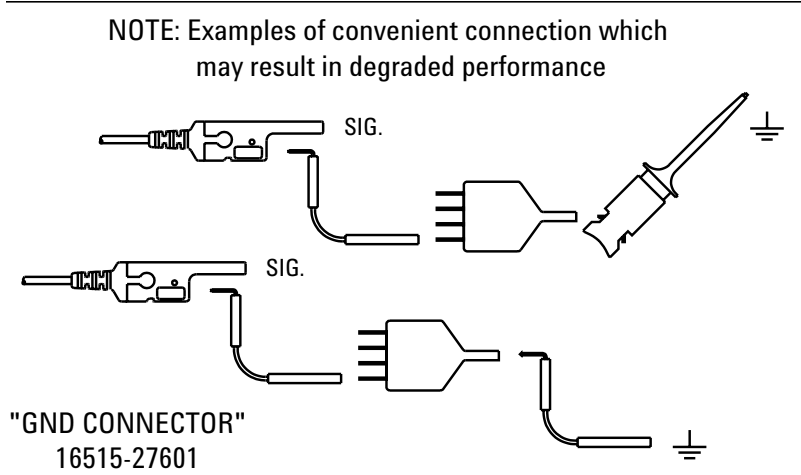 NOTE: Examples of convenient connection which
may result in degraded performance
SIG.
SIG.
"GND CONNECTOR"
16515-27601